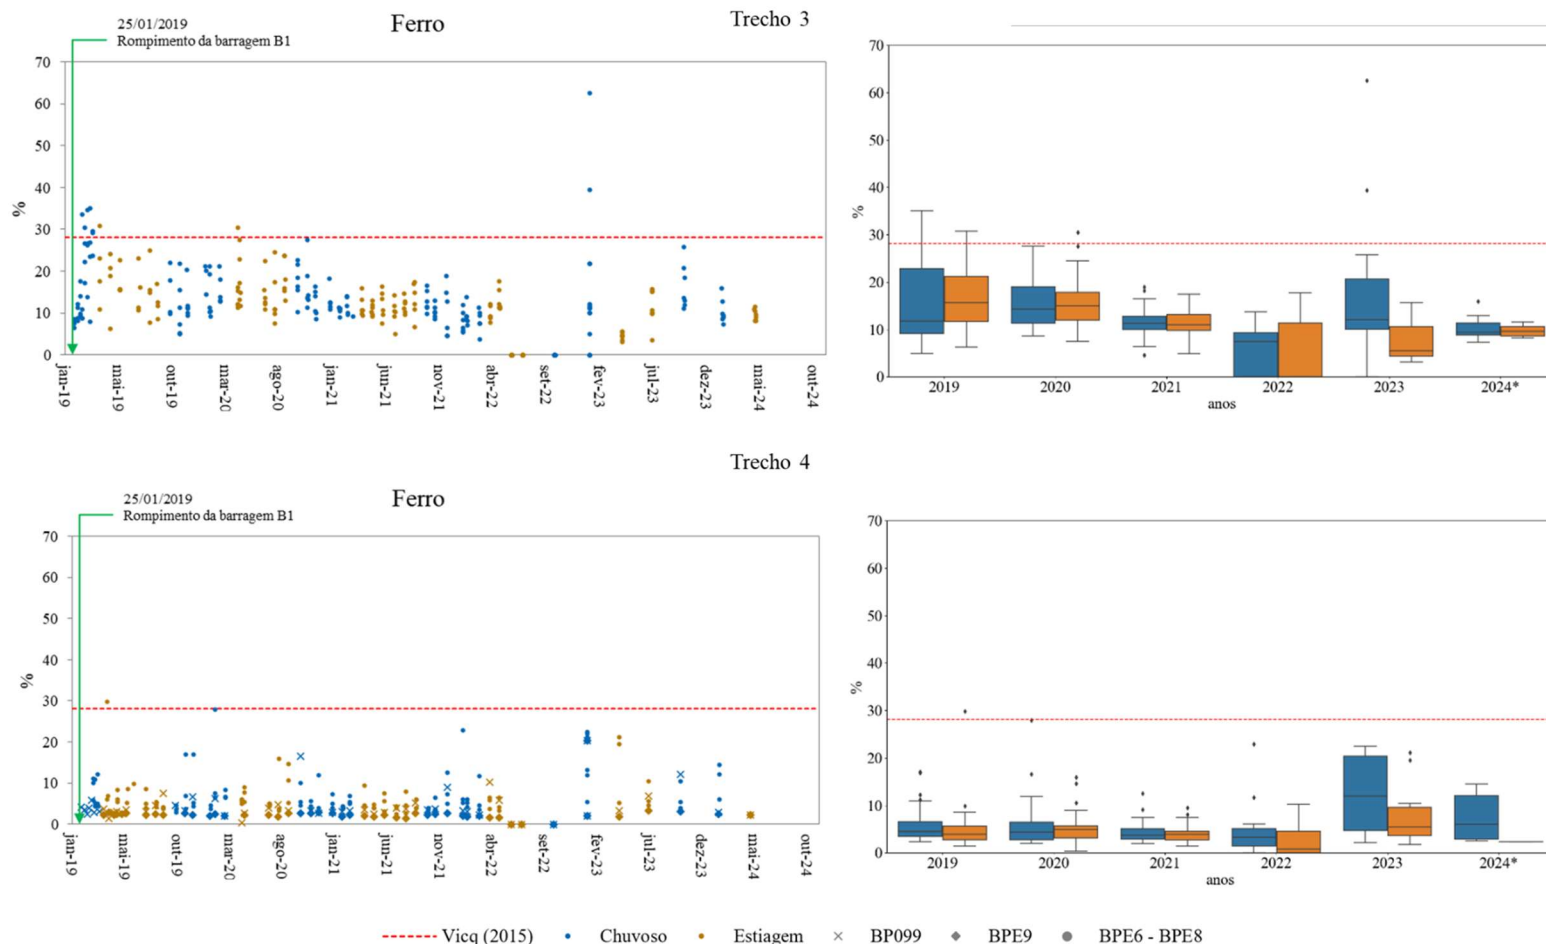 Trecho 3
25/01/2019
Rompimento da barragem B1
Ferro
%
70
60
50
40
30
20
10
0
jan-19
mai-19
out-19
mar-20
ago-20
jan-21
jun-21
nov-21
abr-22
set-22
fev-23
jul-23
dez-23
mai-24
out-24
%
70
60
50
40
30
20
10
0
2019 2020 2021 2022 2023 2024*
anos
Trecho 4
25/01/2019
Rompimento da barragem B1
Ferro
%
70
60
50
40
30
20
10
0
jan-19
mai-19
out-19
mar-20
ago-20
jan-21
jun-21
nov-21
abr-22
set-22
fev-23
jul-23
dez-23
mai-24
out-24
%
70
60
50
40
30
20
10
0
2019 2020 2021 2022 2023 2024*
anos
Vicq (2015) Chuvoso Estiagem BP099 BPE9 BPE6 - BPE8